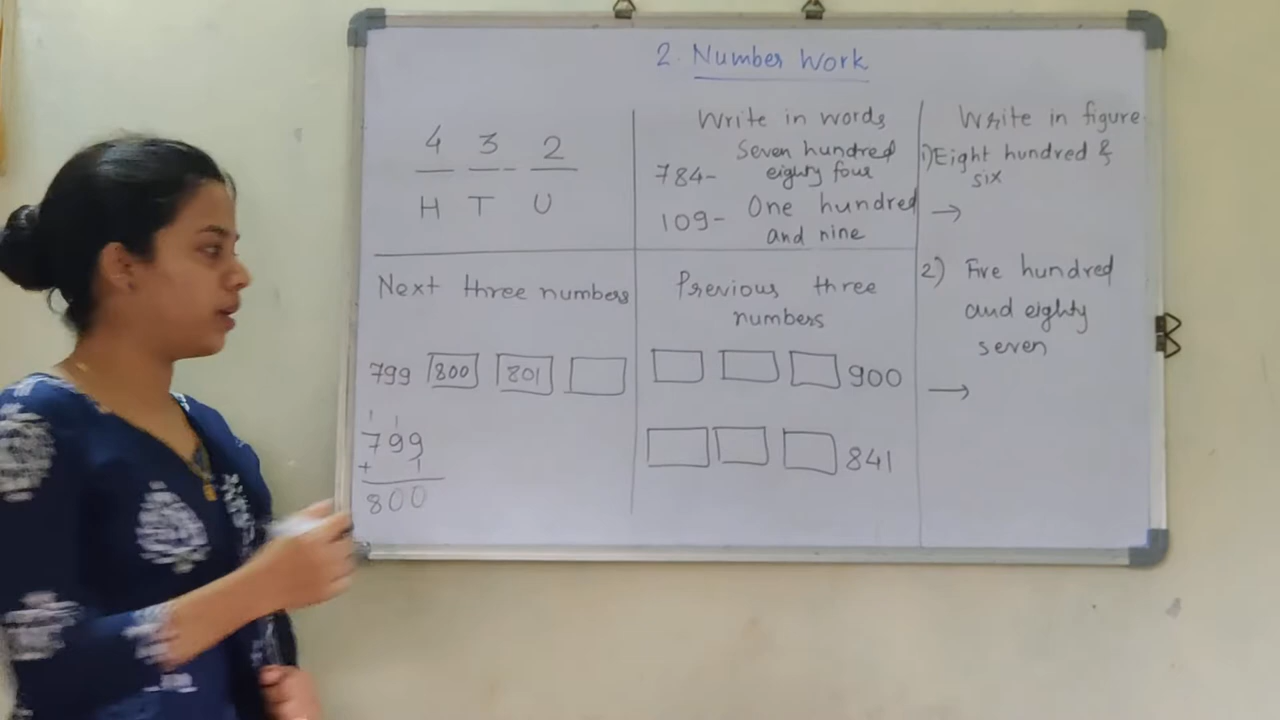 2. Number Work
4 3 2
H T U
Write in words
Seven hundred
784- eighty four
109- One hundred
and nine
Write in figure
1) Eight hundred &
six
→
2) Five hundred
and eighty
seven
→
Next three numbers
799 800 801
1 1
799
+ 1
800
Previous three
numbers
900
841